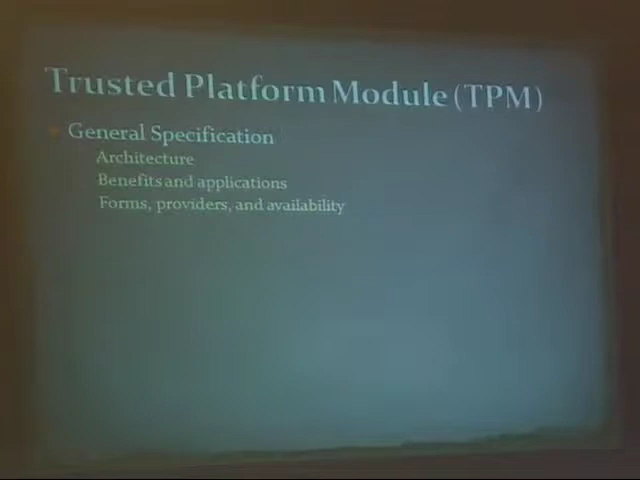 Trusted Platform Module (TPM)
General Specification
Architecture
Benefits and applications
Forms, providers, and availability